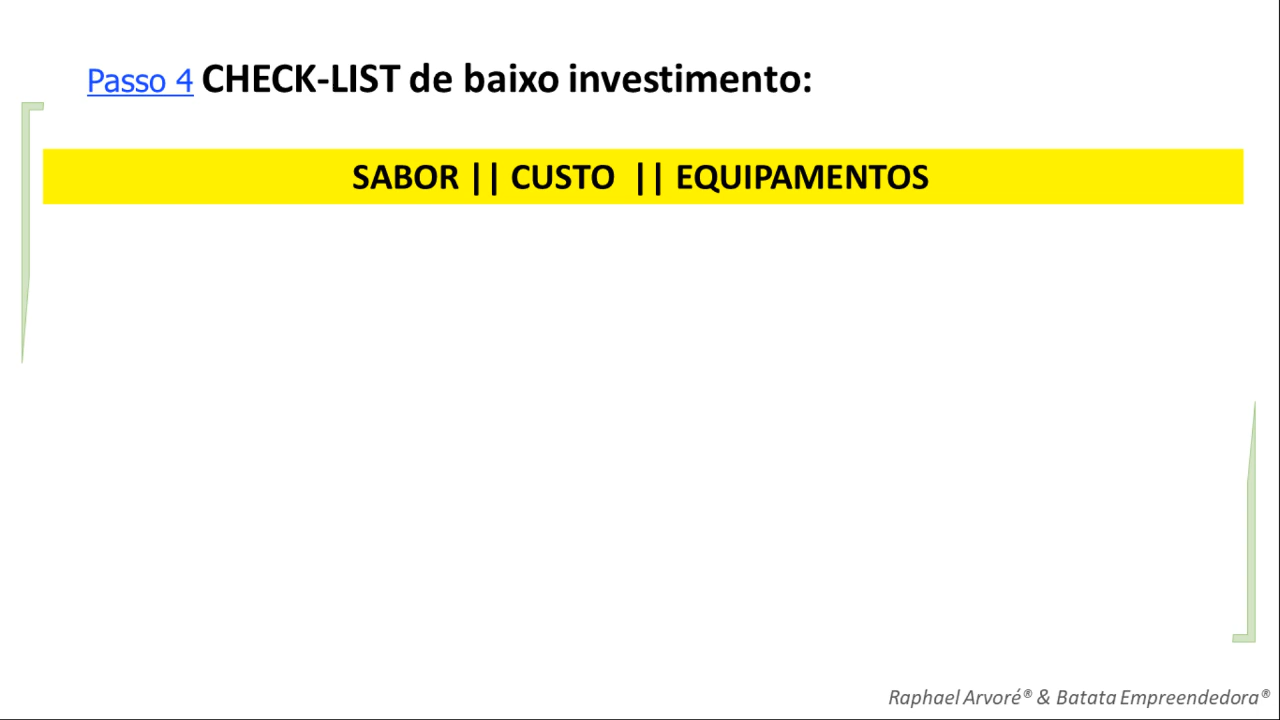 Passo 4 CHECK-LIST de baixo investimento:
SABOR || CUSTO || EQUIPAMENTOS
Raphael Arvoré® & Batata Empreendedora®